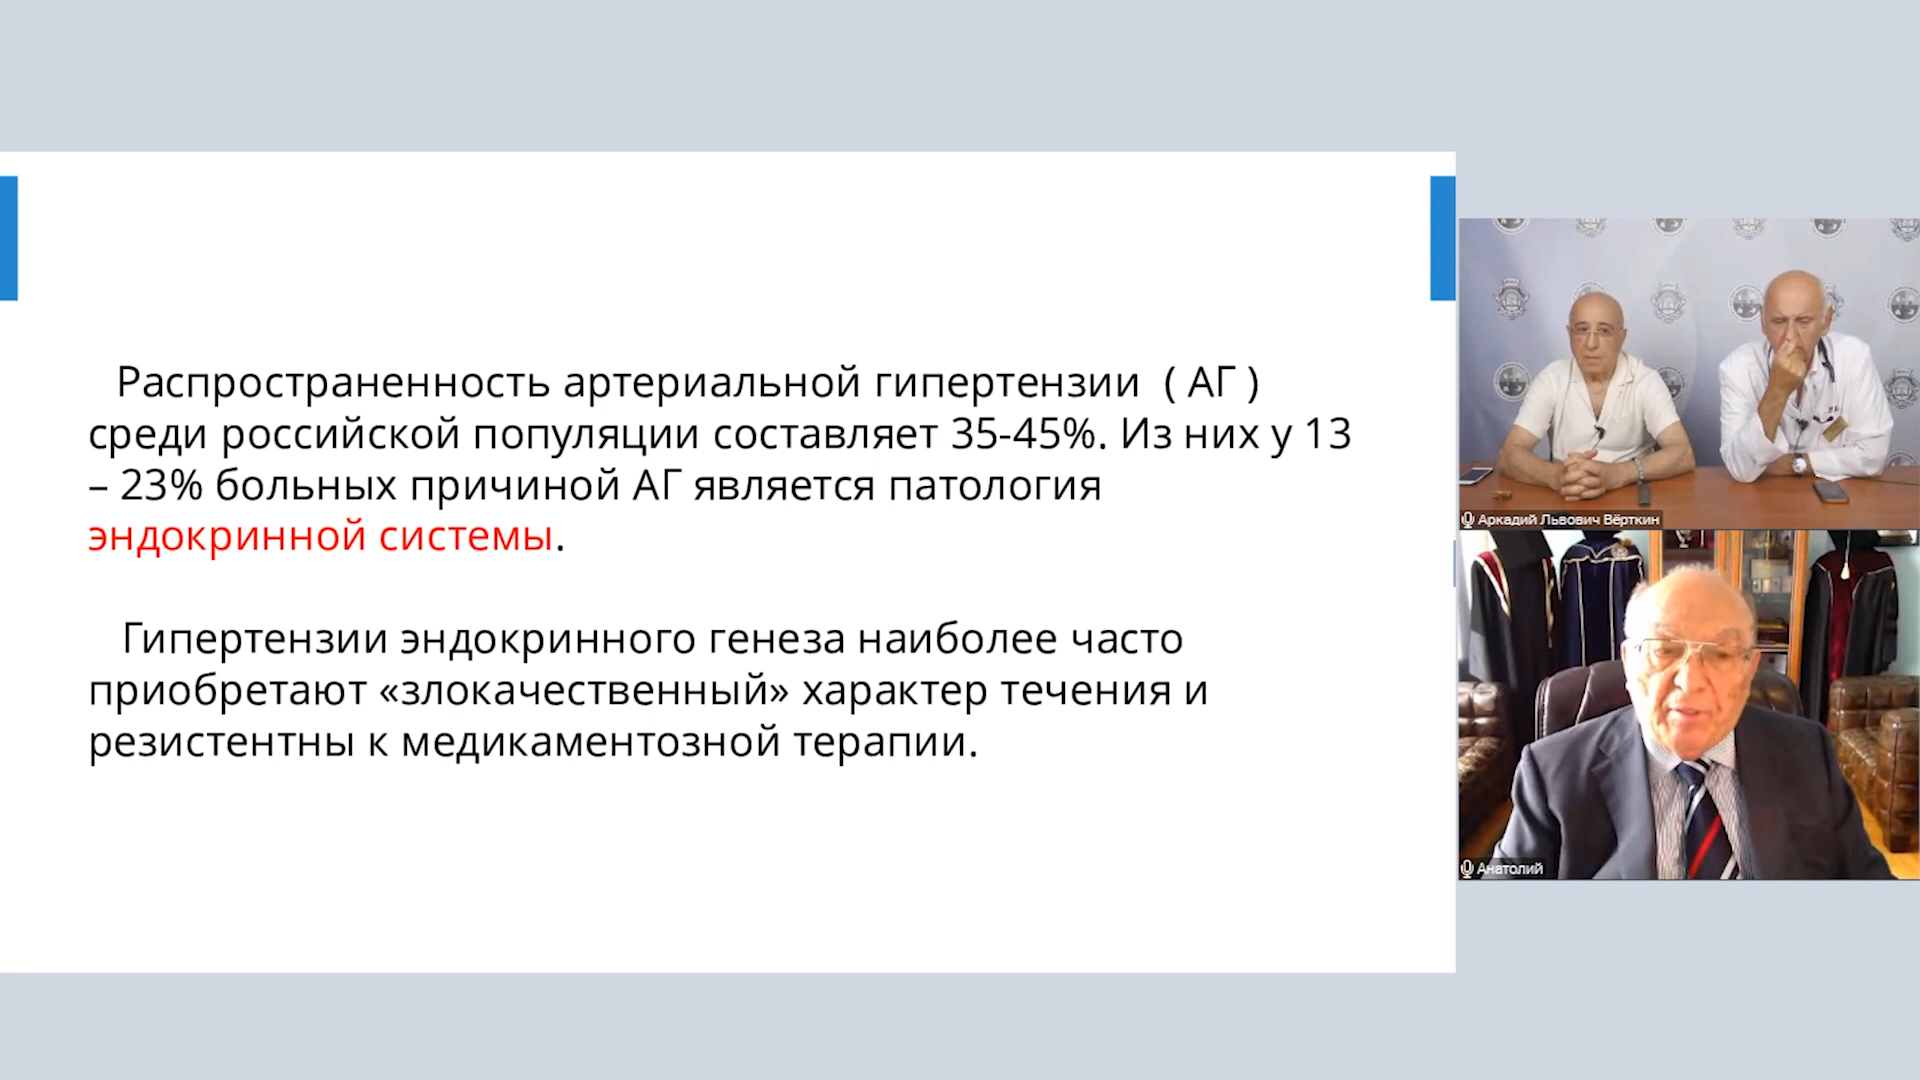 Распространенность артериальной гипертензии ( АГ )
среди российской популяции составляет 35-45%. Из них у 13
– 23% больных причиной АГ является патология
эндокринной системы.
Гипертензии эндокринного генеза наиболее часто
приобретают «злокачественный» характер течения и
резистентны к медикаментозной терапии.
Аркадий Львович Вёрткин
Анатолий